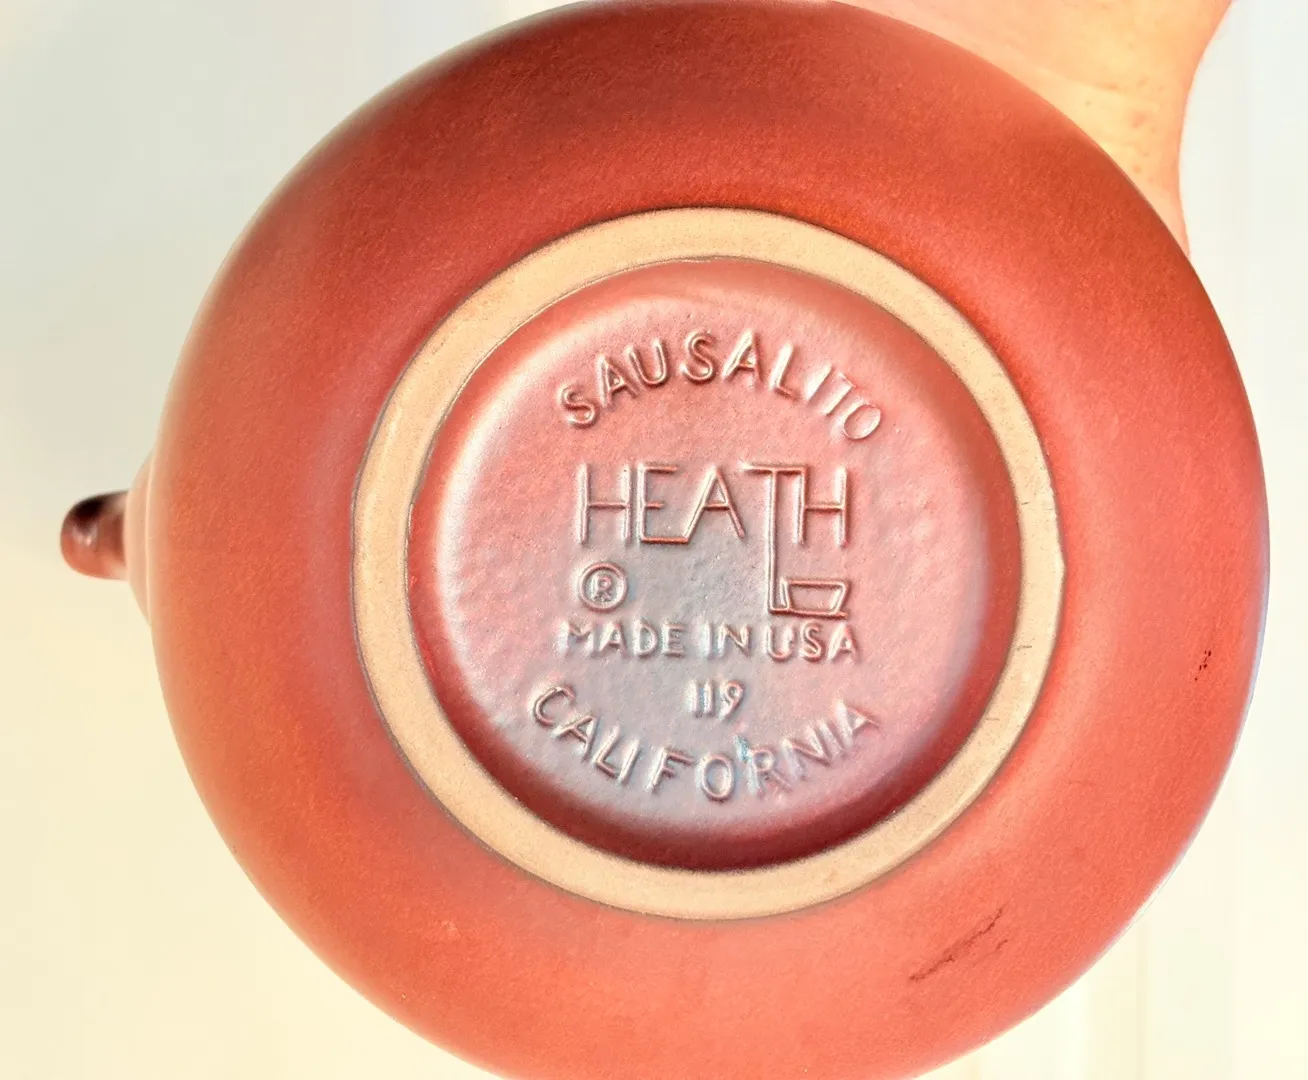 SAUSALITO
HEATH
®
MADE IN USA
119
CALIFORNIA